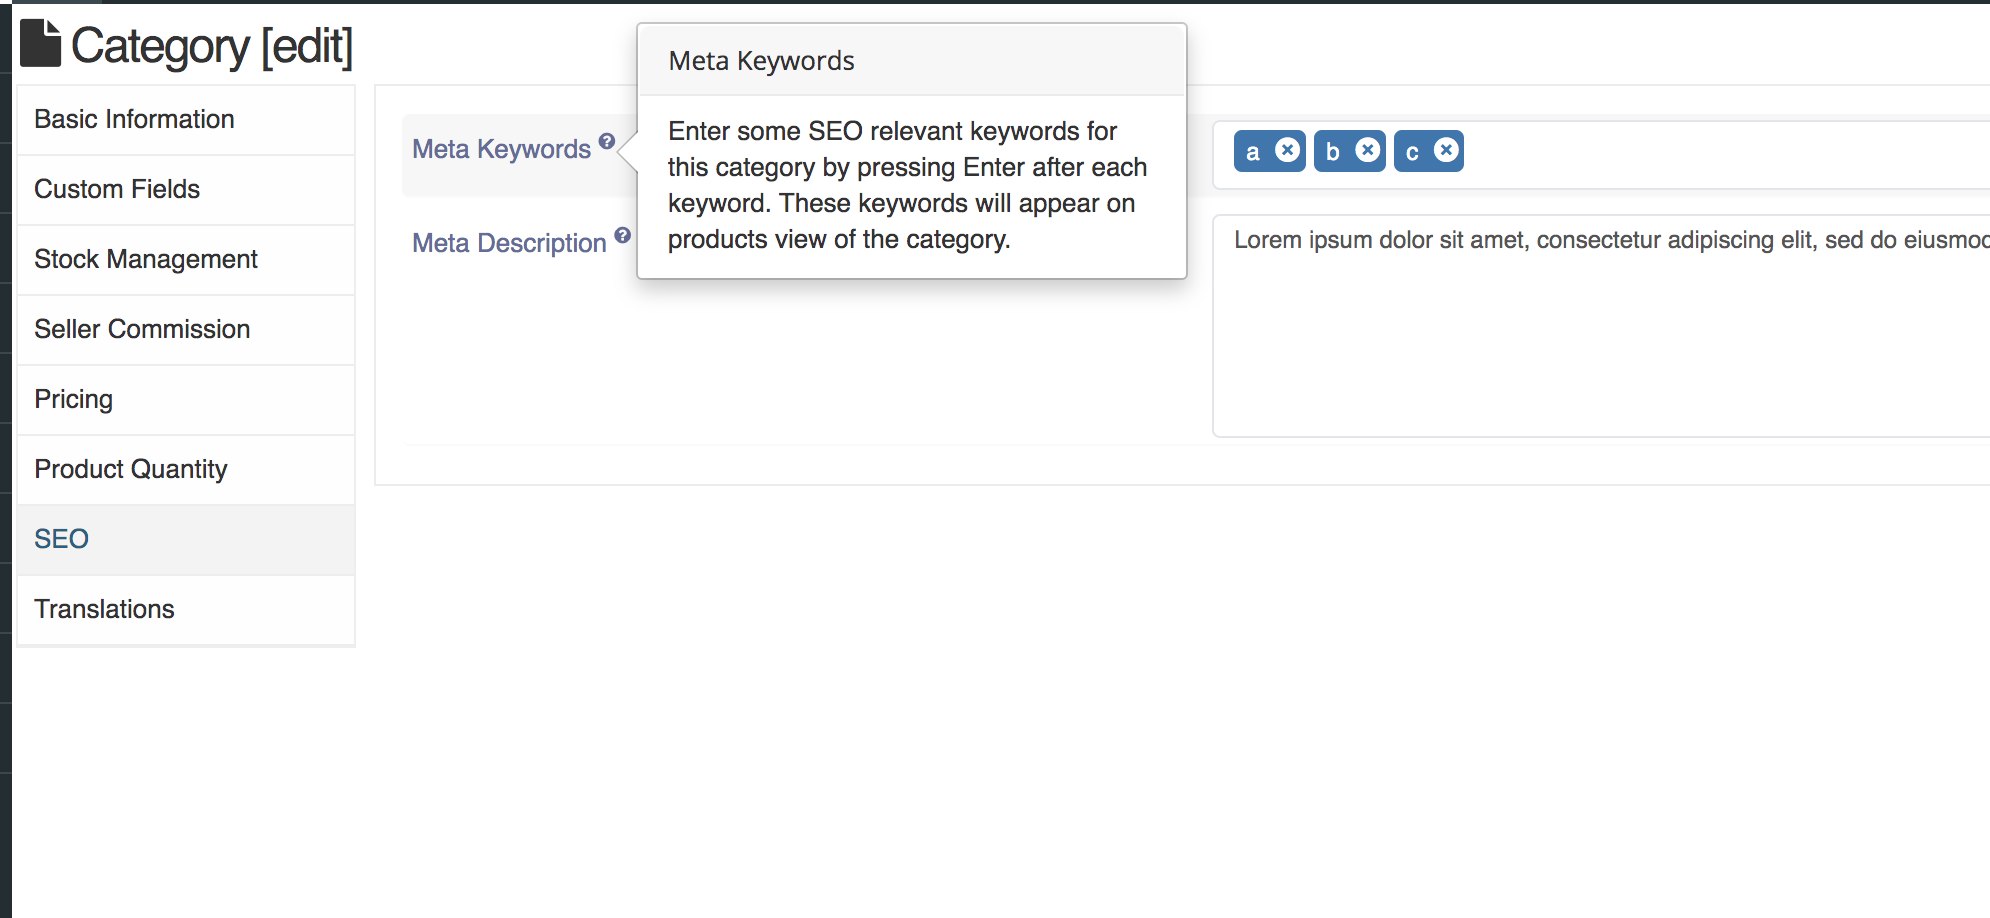 Category [edit]
Basic Information
Custom Fields
Stock Management
Seller Commission
Pricing
Product Quantity
SEO
Translations
Meta Keywords ?
Meta Description ?
Meta Keywords
Enter some SEO relevant keywords for
this category by pressing Enter after each
keyword. These keywords will appear on
products view of the category.
a b c
Lorem ipsum dolor sit amet, consectetur adipiscing elit, sed do eiusmod